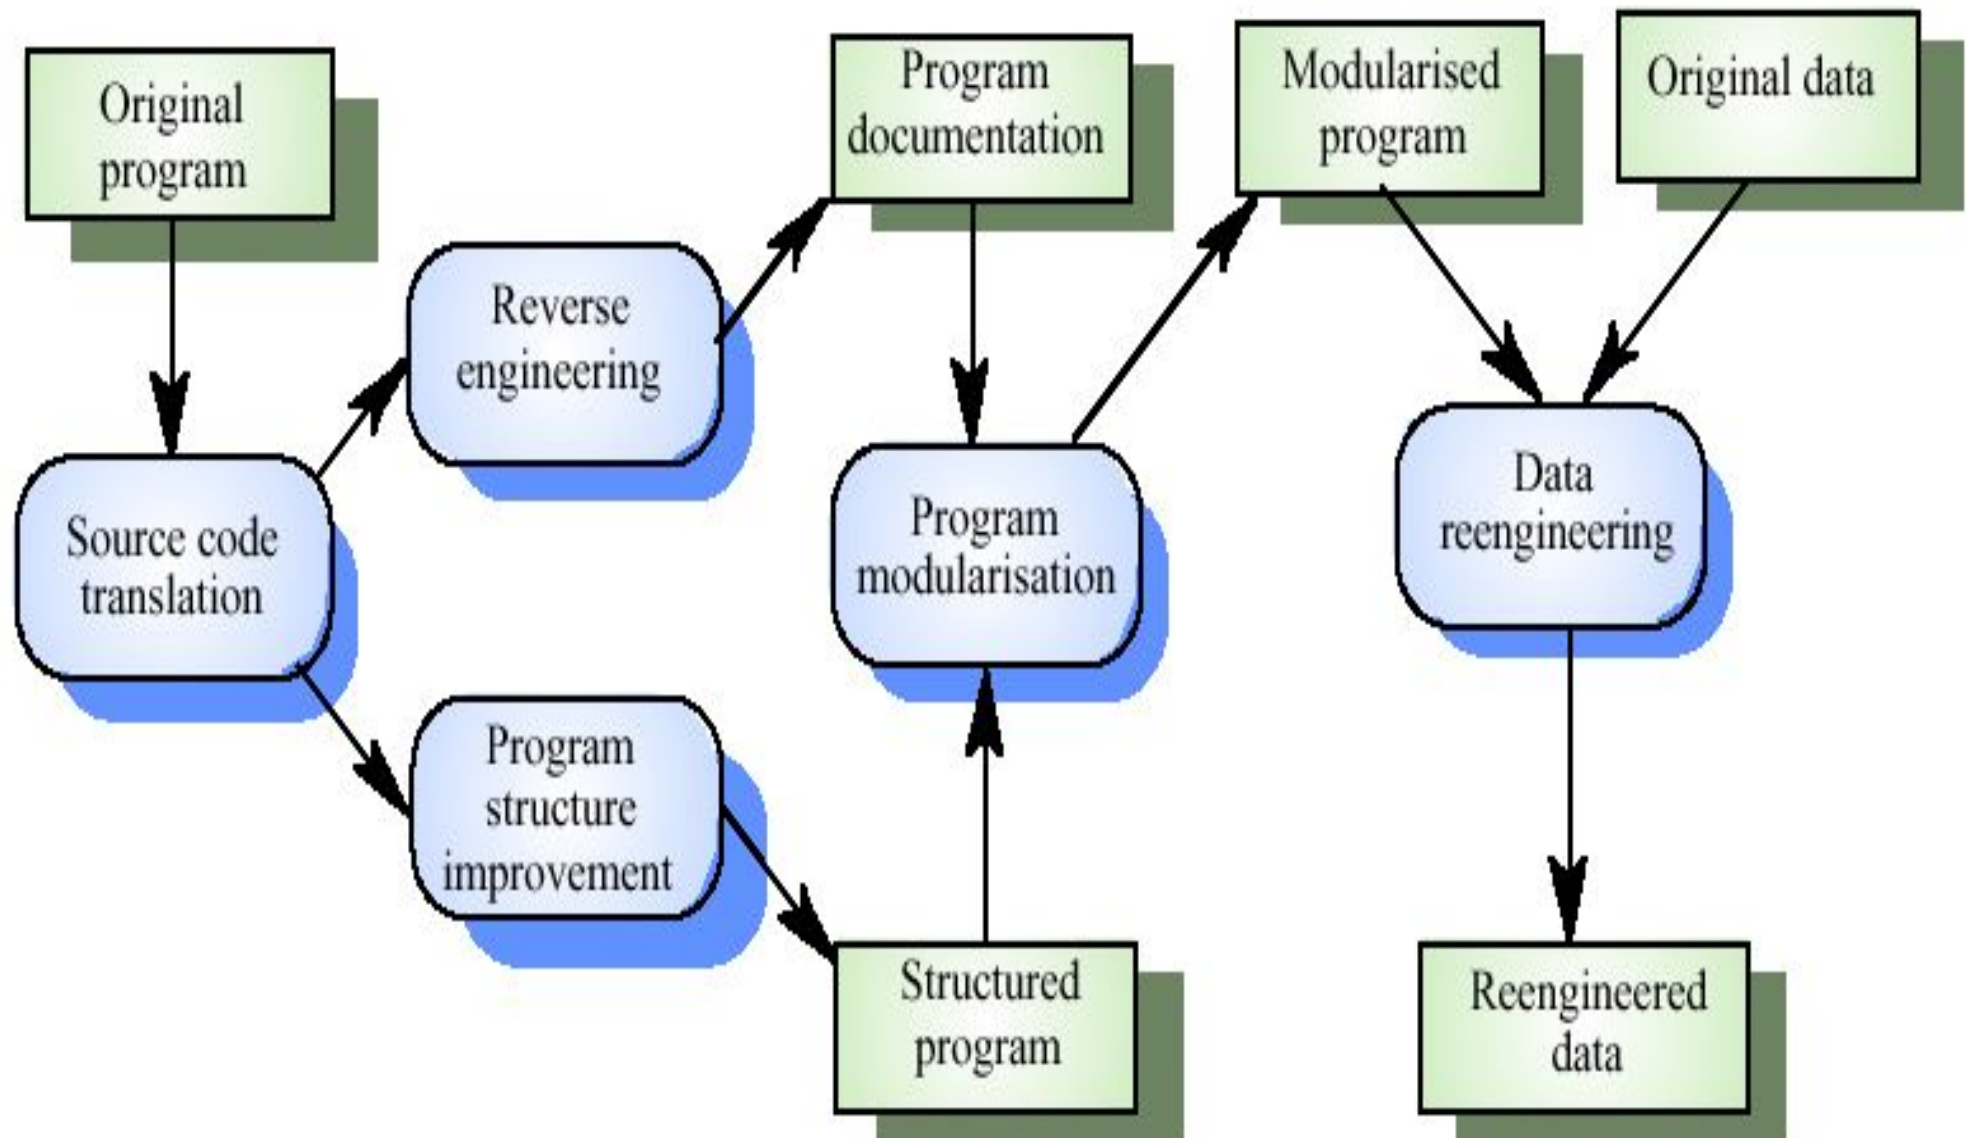 Original
program
Program
documentation
Modularised
program
Original data
Reverse
engineering
Source code
translation
Program
modularisation
Data
reengineering
Program
structure
improvement
Structured
program
Reengineered
data